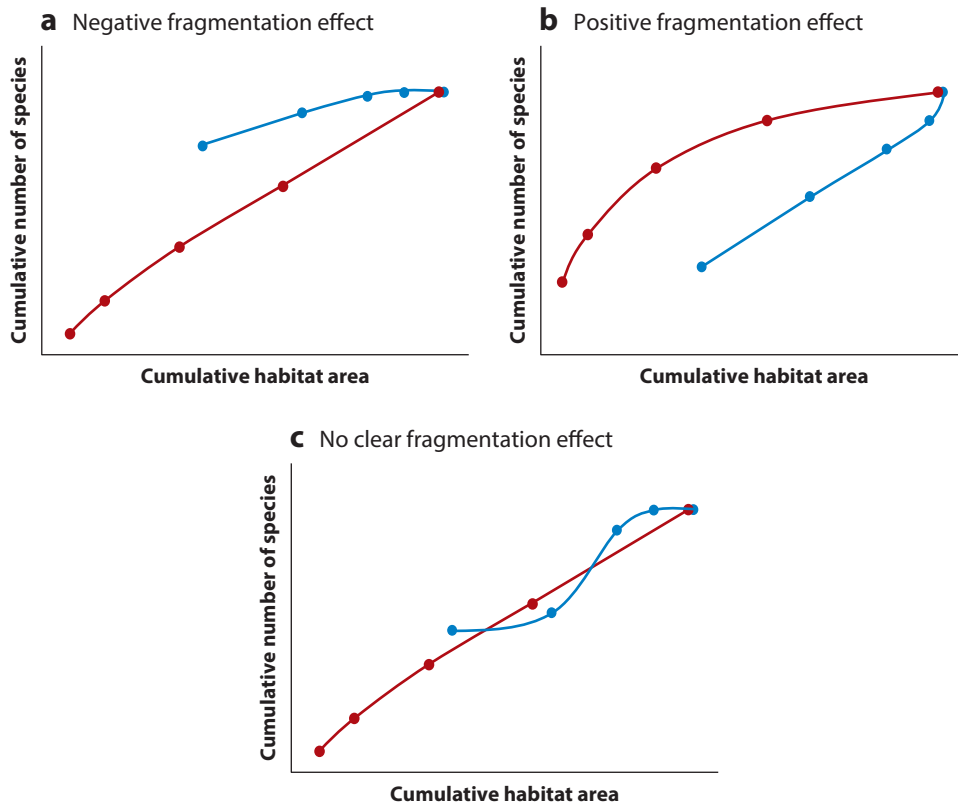 a Negative fragmentation effect
Cumulative number of species
Cumulative habitat area
b Positive fragmentation effect
Cumulative number of species
Cumulative habitat area
c No clear fragmentation effect
Cumulative number of species
Cumulative habitat area